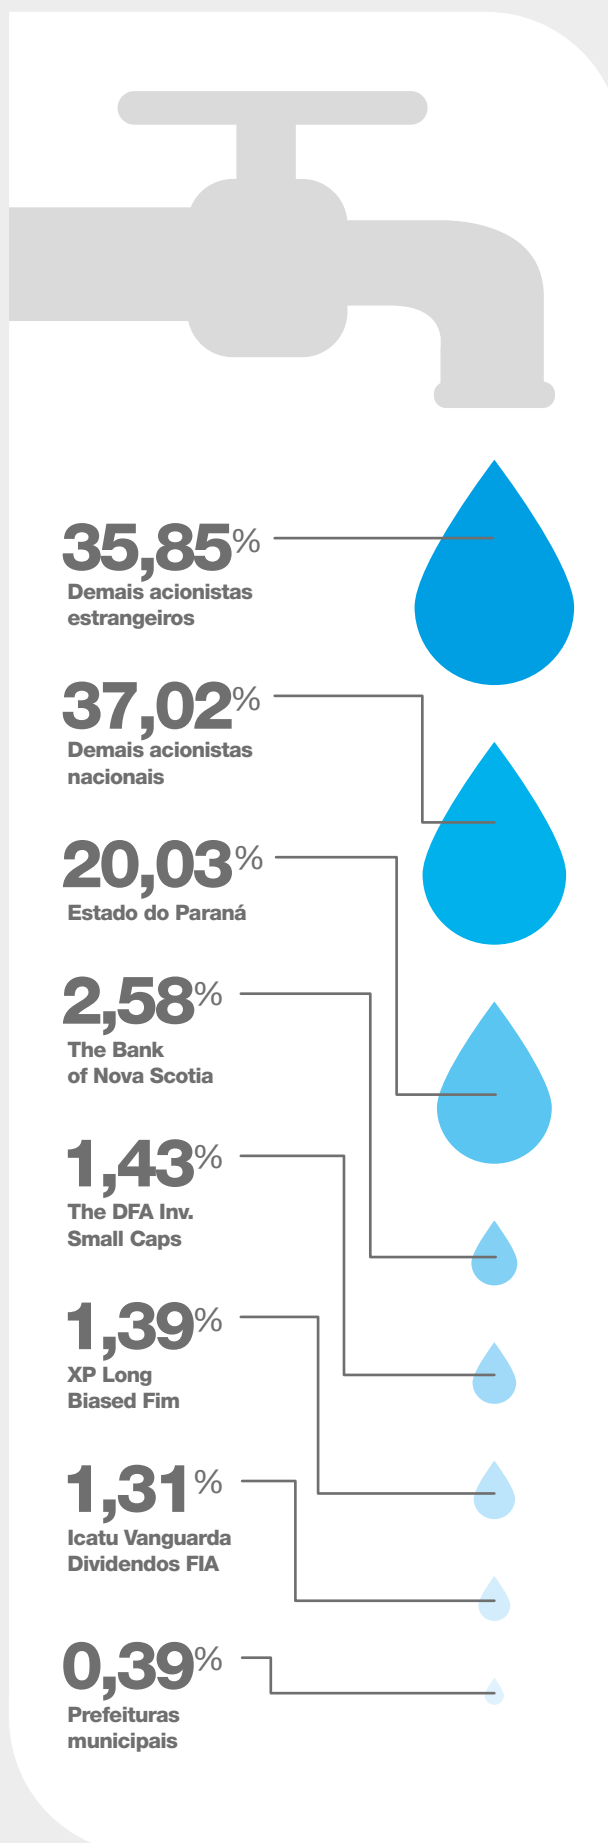 35,85%
Demais acionistas
estrangeiros
37,02%
Demais acionistas
nacionais
20,03%
Estado do Paraná
2,58%
The Bank
of Nova Scotia
1,43%
The DFA Inv.
Small Caps
1,39%
XP Long
Biased Fim
1,31%
Icatu Vanguarda
Dividendos FIA
0,39%
Prefeituras
municipais